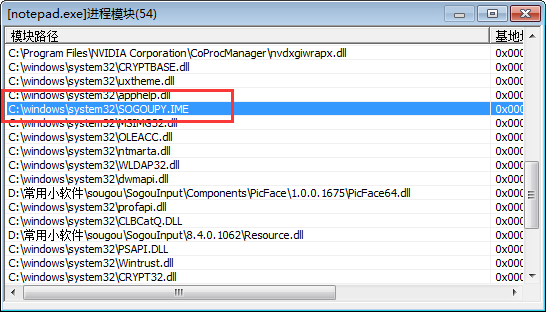 [notepad.exe]进程模块(54)
模块路径 基地
C:\Program Files\NVIDIA Corporation\CoProcManager\nvdxgiwrapx.dll 0x000
C:\windows\system32\CRYPTBASE.dll 0x000
C:\windows\system32\uxtheme.dll 0x000
C:\windows\system32\apphelp.dll 0x000
C:\windows\system32\SOGOUPY.IME 0x000
C:\windows\system32\MSIMG32.dll 0x000
C:\windows\system32\OLEACC.dll 0x000
C:\windows\system32\ntmarta.dll 0x000
C:\windows\system32\WLDAP32.dll 0x000
C:\windows\system32\dwmapi.dll 0x000
D:\常用小软件\sougou\SogouInput\Components\PicFace\1.0.0.1675\PicFace64.dll 0x000
C:\windows\system32\profapi.dll 0x000
C:\windows\system32\CLBCatQ.DLL 0x000
D:\常用小软件\sougou\SogouInput\8.4.0.1062\Resource.dll 0x000
C:\windows\system32\PSAPI.DLL 0x000
C:\windows\system32\Wintrust.dll 0x000
C:\windows\system32\CRYPT32.dll 0x000